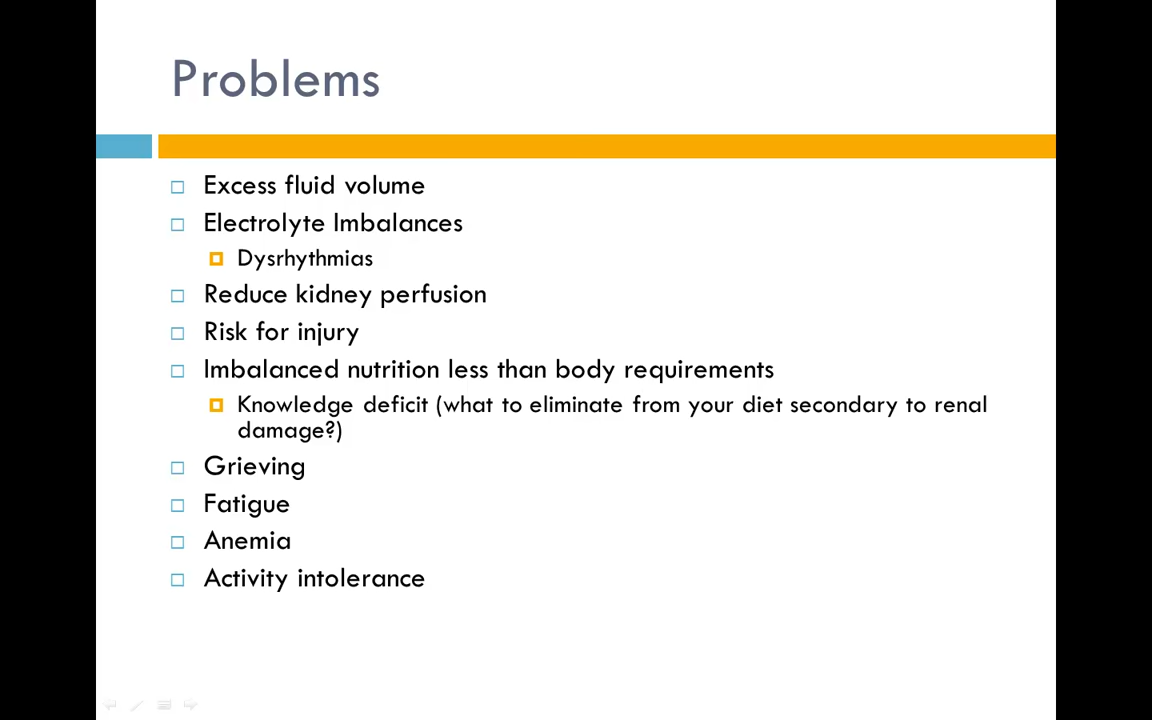 Problems
Excess fluid volume
Electrolyte Imbalances
Dysrhythmias
Reduce kidney perfusion
Risk for injury
Imbalanced nutrition less than body requirements
Knowledge deficit (what to eliminate from your diet secondary to renal
damage?)
Grieving
Fatigue
Anemia
Activity intolerance